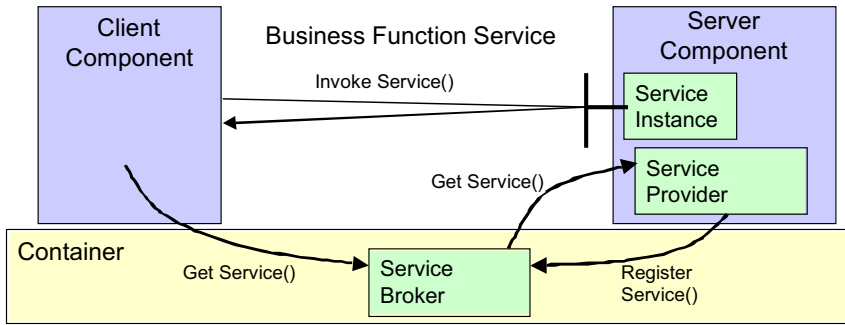 Client
Component
Business Function Service
Server
Component
Invoke Service()
Service
Instance
Get Service()
Service
Provider
Container
Get Service()
Service
Broker
Register
Service()